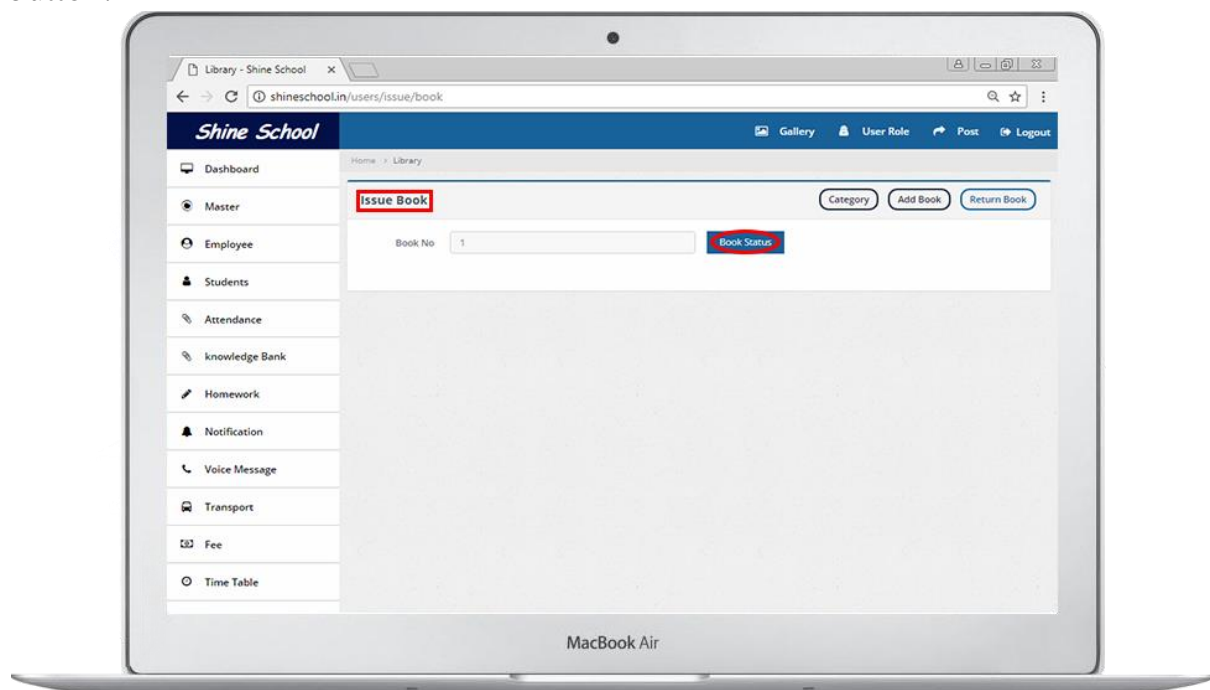 Library - Shine School
shineschool.in/users/issue/book
Shine School
Gallery User Role Post Logout
Dashboard
Home > Library
Master
Issue Book
Category Add Book Return Book
Employee
Book No 1 Book Status
Students
Attendance
knowledge Bank
Homework
Notification
Voice Message
Transport
Fee
Time Table
MacBook Air